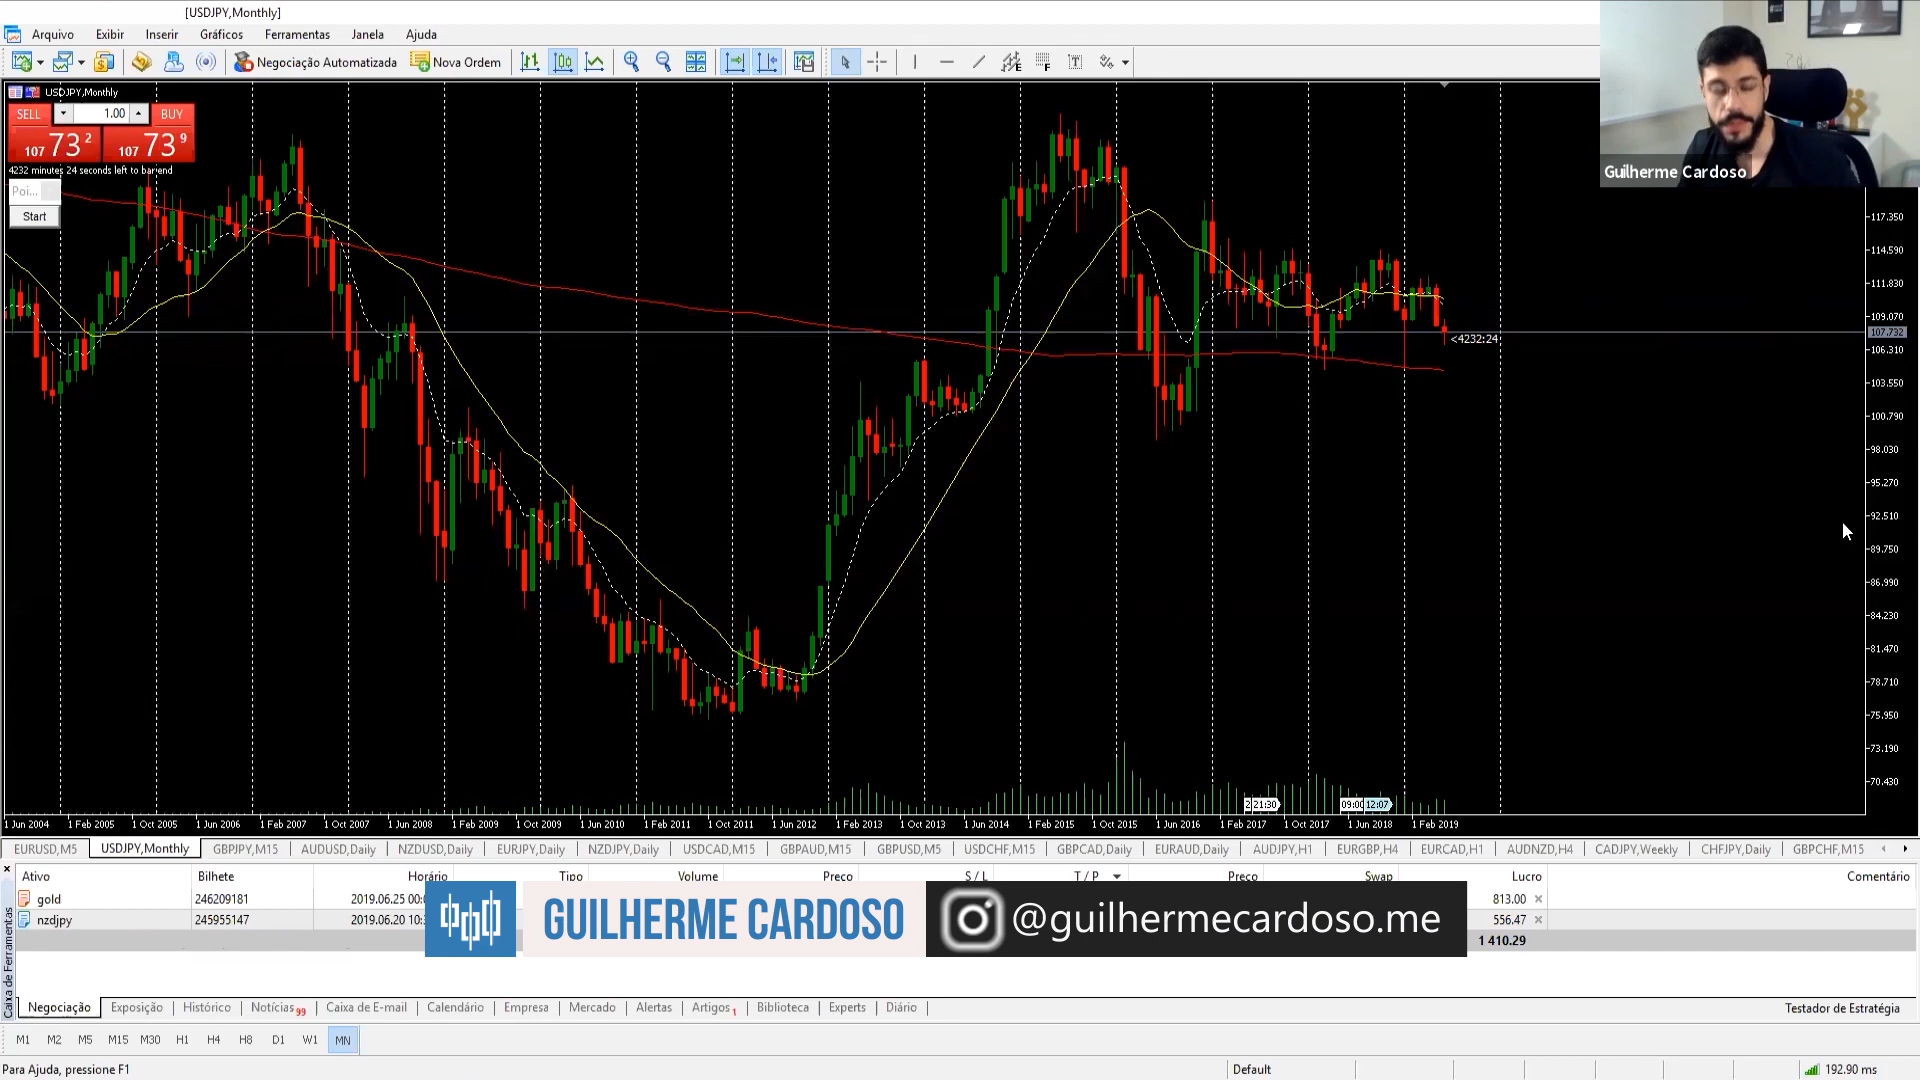 [USDJPY,Monthly]
Arquivo Exibir Inserir Gráficos Ferramentas Janela Ajuda
Negociação Automatizada Nova Ordem
USDJPY,Monthly
SELL 1.00 BUY
107 73 2 107 73 9
4232 minutes 24 seconds left to bar end
Poi...
Start
Guilherme Cardoso
117.350
114.590
111.830
109.070
107.732
<4232:24
106.310
103.550
100.790
98.030
95.270
92.510
89.750
86.990
84.230
81.470
78.710
75.950
73.190
70.430
21:30 09:00 12:07
1 Jun 2004 1 Feb 2005 1 Oct 2005 1 Jun 2006 1 Feb 2007 1 Oct 2007 1 Jun 2008 1 Feb 2009 1 Oct 2009 1 Jun 2010 1 Feb 2011 1 Oct 2011 1 Jun 2012 1 Feb 2013 1 Oct 2013 1 Jun 2014 1 Feb 2015 1 Oct 2015 1 Jun 2016 1 Feb 2017 1 Oct 2017 1 Jun 2018 1 Feb 2019
EURUSD,M5 USDJPY,Monthly GBPJPY,M15 AUDUSD,Daily NZDUSD,Daily EURJPY,Daily NZDJPY,Daily USDCAD,M15 GBPAUD,M15 GBPUSD,M5 USDCHF,M15 GBPCAD,Daily EURAUD,Daily AUDJPY,H1 EURGBP,H4 EURCAD,H1 AUDNZD,H4 CADJPY,Weekly CHFJPY,Daily GBPCHF,M15
Ativo Bilhete Horário Tipo Volume Preço S / L T / P Preço Swap Lucro Comentário
gold 246209181 2019.06.25 813.00
nzdjpy 245955147 2019.06.20 556.47
1 410.29
GUILHERME CARDOSO @guilhermecardoso.me
Caixa de Ferramentas
Negociação Exposição Histórico Notícias 99 Caixa de E-mail Calendário Empresa Mercado Alertas Artigos 1 Biblioteca Experts Diário Testador de Estratégia
M1 M2 M5 M15 M30 H1 H4 H8 D1 W1 MN
Para Ajuda, pressione F1 Default 192.90 ms